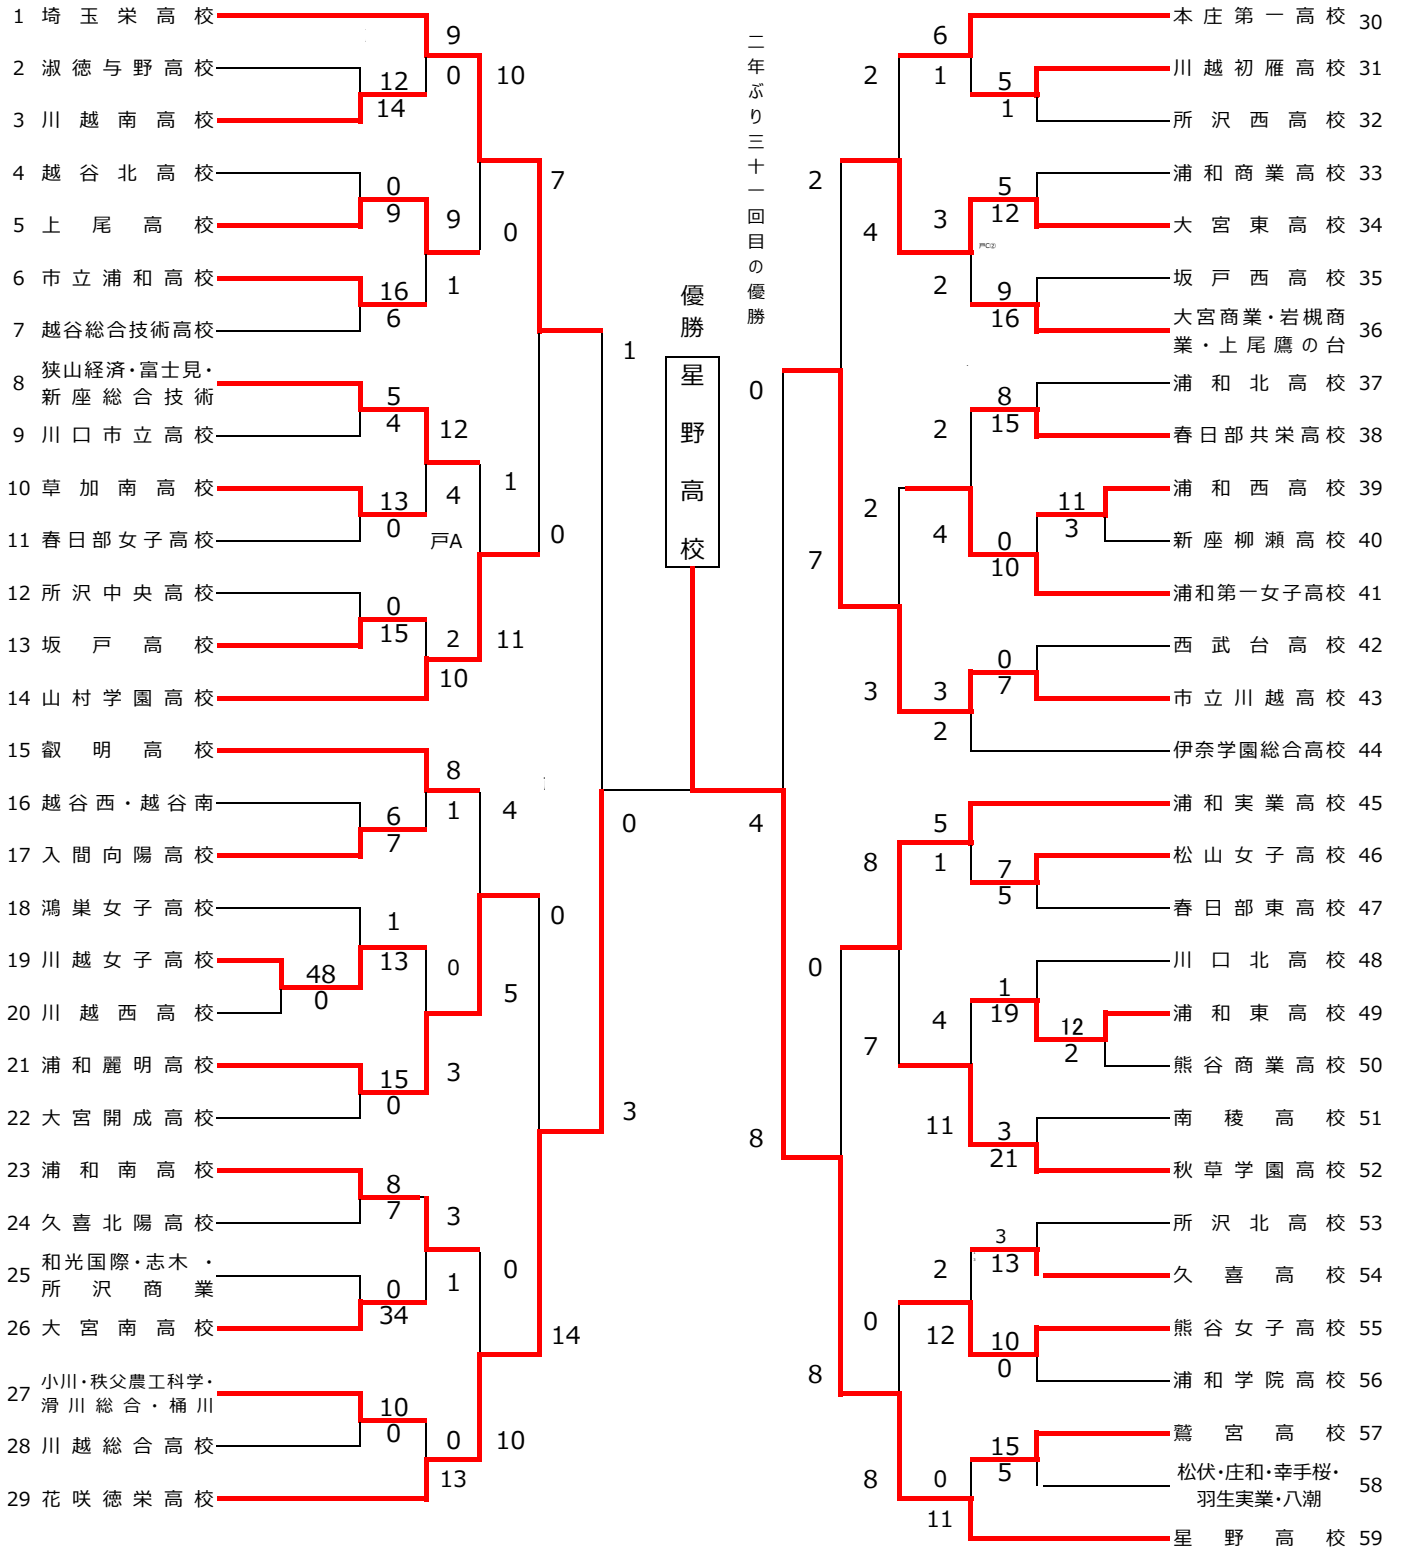 1 埼玉栄高校
2 淑徳与野高校
3 川越南高校
4 越谷北高校
5 上尾高校
6 市立浦和高校
7 越谷総合技術高校
8 狭山経済・富士見・
新座総合技術
9 川口市立高校
10 草加南高校
11 春日部女子高校
12 所沢中央高校
13 坂戸高校
14 山村学園高校
15 叡明高校
16 越谷西・越谷南
17 入間向陽高校
18 鴻巣女子高校
19 川越女子高校
20 川越西高校
21 浦和麗明高校
22 大宮開成高校
23 浦和南高校
24 久喜北陽高校
25 和光国際・志木・
所沢商業
26 大宮南高校
27 小川・秩父農工科学・
滑川総合・桶川
28 川越総合高校
29 花咲徳栄高校
48
0
12
14
0
9
16
6
5
4
13
0
0
15
6
7
1
13
15
0
8
7
0
34
10
0
9
0
9
1
12
4
戸A
2
10
8
1
0
3
3
1
0
13
10
0
1
11
4
5
0
10
7
0
0
14
1
3
0
優勝
星野高校
二年ぶり三十一回目の優勝
4
0
8
2
7
0
8
2
4
2
3
8
7
0
8
6
1
3
2
2
4
3
2
5
1
4
11
2
12
0
11
5
1
5
12
戸C②
9
16
8
15
0
10
0
7
7
5
1
19
3
21
3
13
10
0
15
5
11
3
12
2
本庄第一高校 30
川越初雁高校 31
所沢西高校 32
浦和商業高校 33
大宮東高校 34
坂戸西高校 35
大宮商業・岩槻商
業・上尾鷹の台 36
浦和北高校 37
春日部共栄高校 38
浦和西高校 39
新座柳瀬高校 40
浦和第一女子高校 41
西武台高校 42
市立川越高校 43
伊奈学園総合高校 44
浦和実業高校 45
松山女子高校 46
春日部東高校 47
川口北高校 48
浦和東高校 49
熊谷商業高校 50
南稜高校 51
秋草学園高校 52
所沢北高校 53
久喜高校 54
熊谷女子高校 55
浦和学院高校 56
鷲宮高校 57
松伏・庄和・幸手桜・
羽生実業・八潮 58
星野高校 59